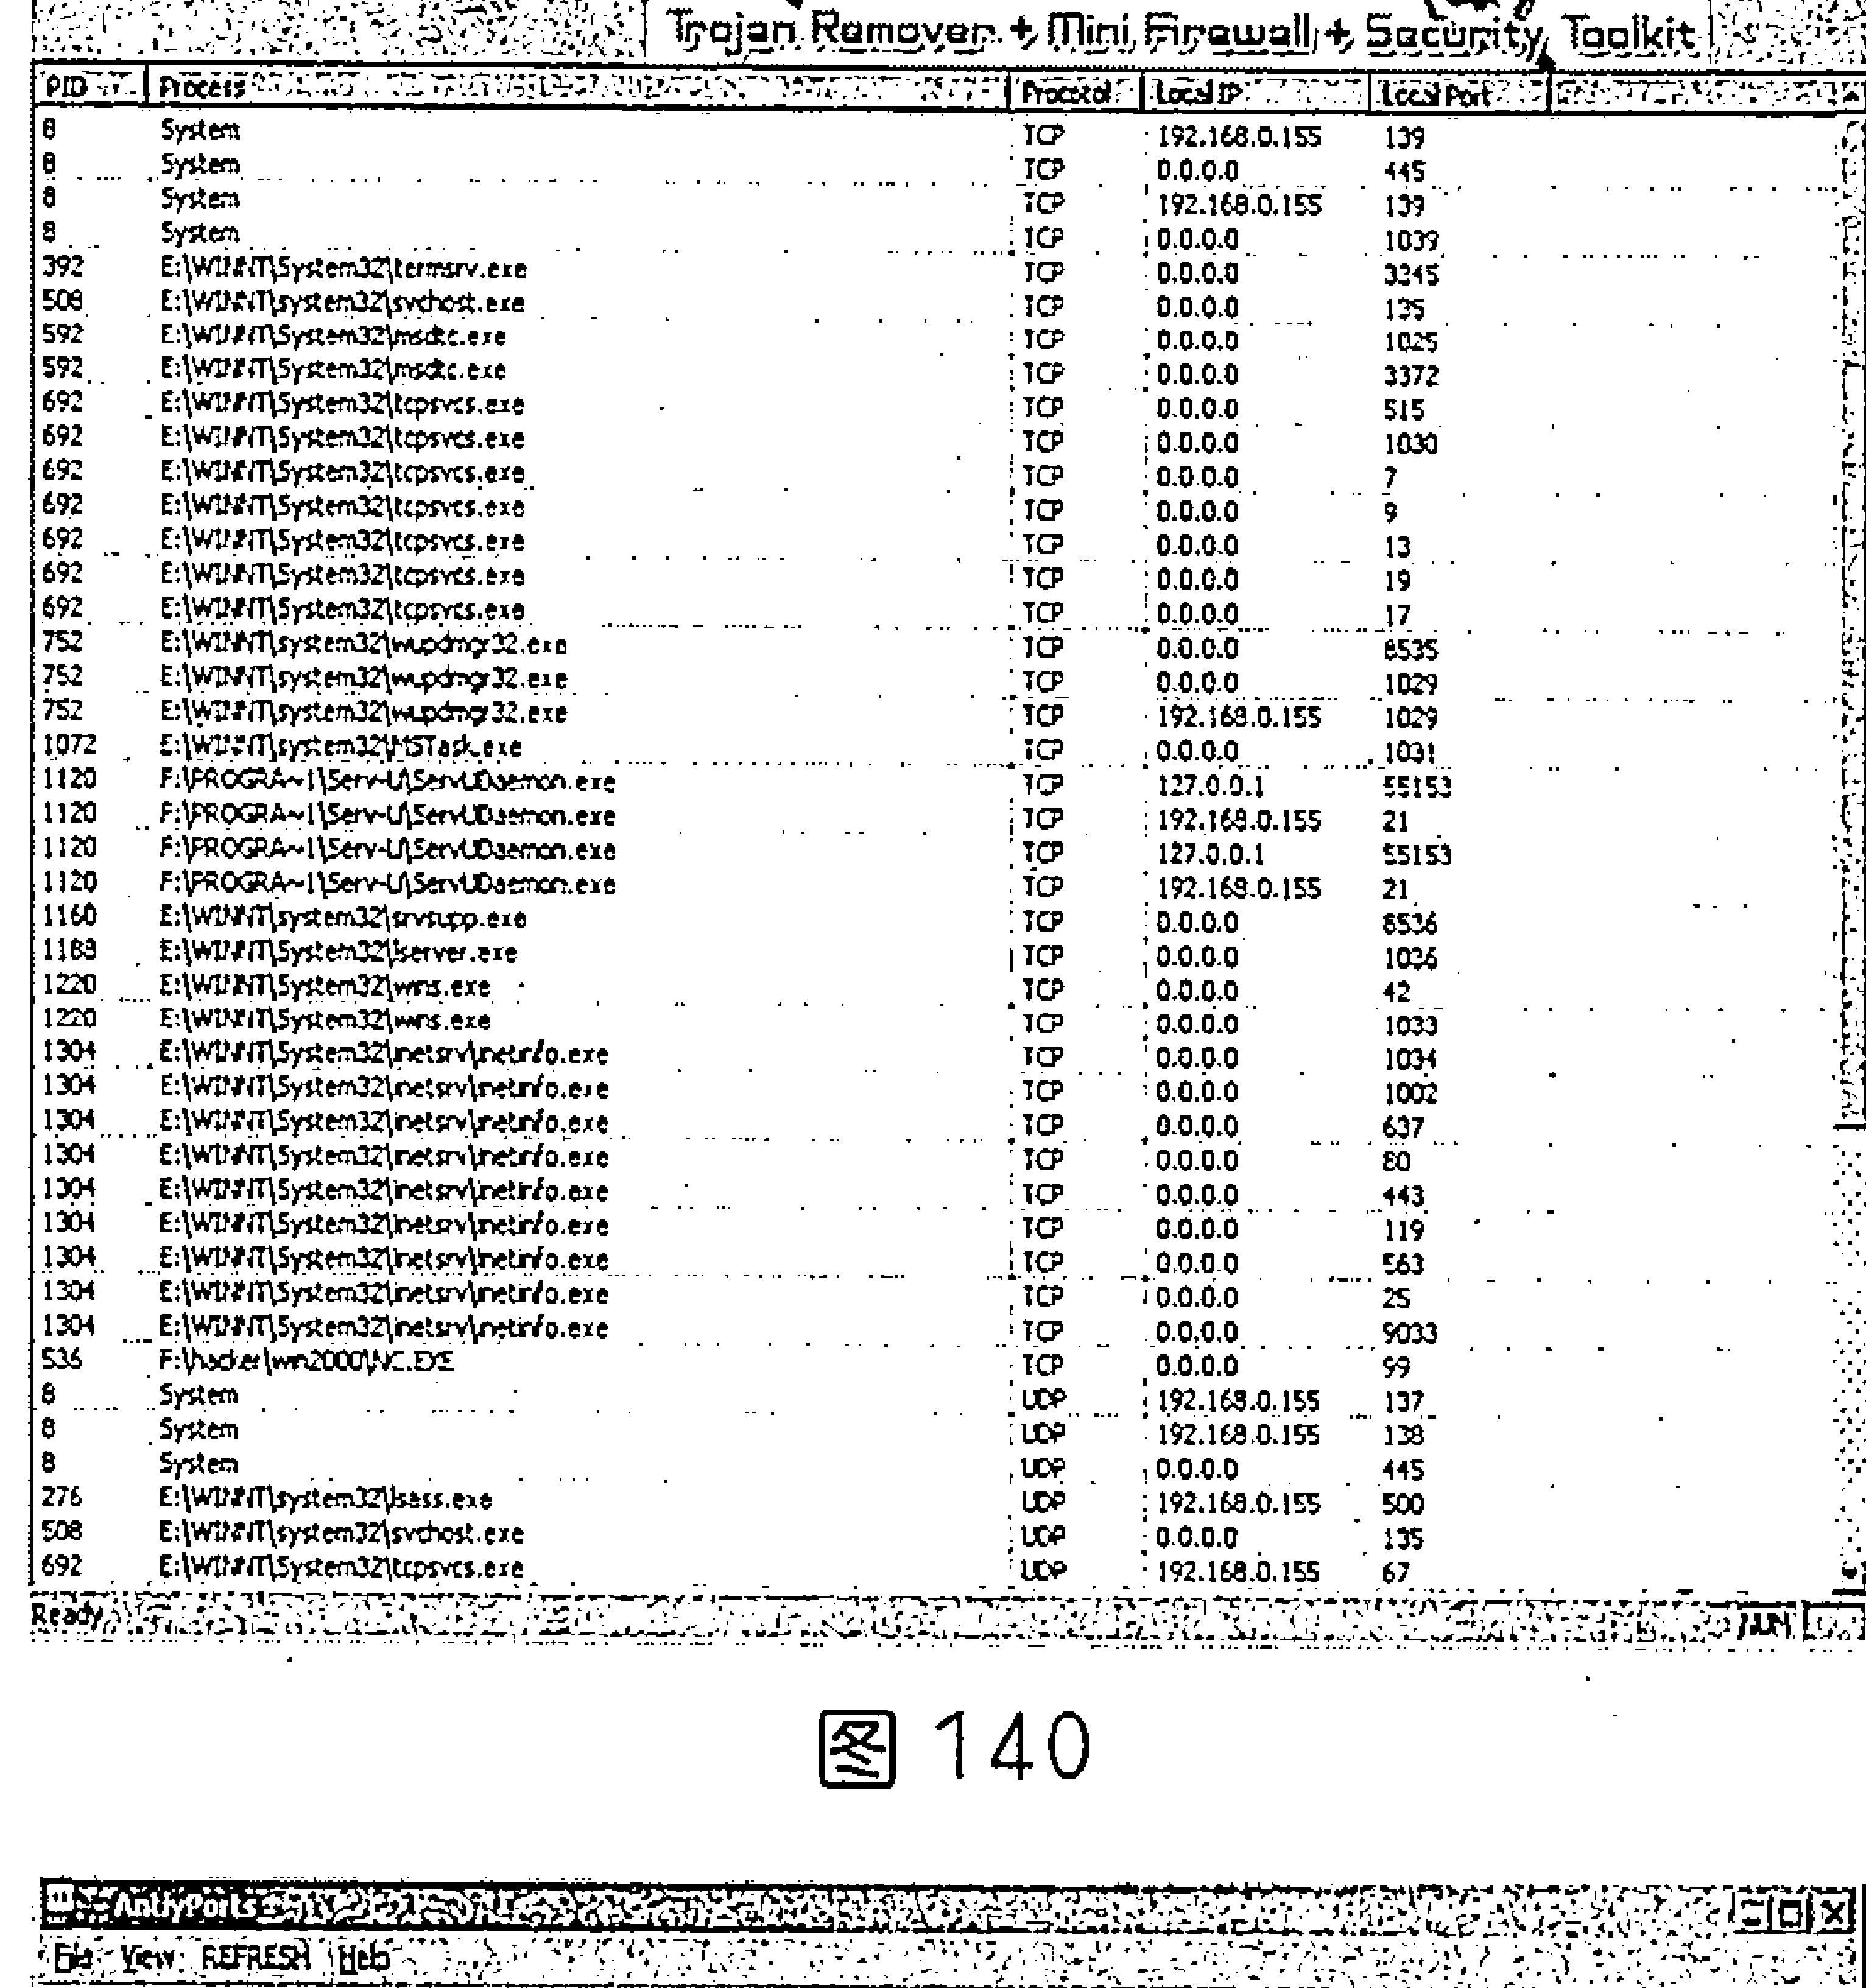 Trojan Remover + Mini Firewall + Security Toolkit
PID Process Protocol Local IP Local Port
8 System TCP 192.168.0.155 139
8 System TCP 0.0.0.0 445
8 System TCP 192.168.0.155 139
8 System TCP 0.0.0.0 1039
392 E:\WINNT\System32\termsrv.exe TCP 0.0.0.0 3245
508 E:\WINNT\system32\svchost.exe TCP 0.0.0.0 135
592 E:\WINNT\System32\msdtc.exe TCP 0.0.0.0 1025
592 E:\WINNT\System32\msdtc.exe TCP 0.0.0.0 3372
692 E:\WINNT\System32\tcpsvcs.exe TCP 0.0.0.0 515
692 E:\WINNT\System32\tcpsvcs.exe TCP 0.0.0.0 1030
692 E:\WINNT\System32\tcpsvcs.exe TCP 0.0.0.0 7
692 E:\WINNT\System32\tcpsvcs.exe TCP 0.0.0.0 9
692 E:\WINNT\System32\tcpsvcs.exe TCP 0.0.0.0 13
692 E:\WINNT\System32\tcpsvcs.exe TCP 0.0.0.0 19
692 E:\WINNT\System32\tcpsvcs.exe TCP 0.0.0.0 17
752 E:\WINNT\system32\wupdmgr32.exe TCP 0.0.0.0 8535
752 E:\WINNT\system32\wupdmgr32.exe TCP 0.0.0.0 1029
752 E:\WINNT\system32\wupdmgr32.exe TCP 192.168.0.155 1029
1072 E:\WINNT\system32\MSTask.exe TCP 0.0.0.0 1031
1120 F:\PROGRA~1\Serv-U\ServUDaemon.exe TCP 127.0.0.1 55153
1120 F:\PROGRA~1\Serv-U\ServUDaemon.exe TCP 192.168.0.155 21
1120 F:\PROGRA~1\Serv-U\ServUDaemon.exe TCP 127.0.0.1 55153
1120 F:\PROGRA~1\Serv-U\ServUDaemon.exe TCP 192.168.0.155 21
1160 E:\WINNT\system32\srvsupp.exe TCP 0.0.0.0 8536
1188 E:\WINNT\System32\lserver.exe TCP 0.0.0.0 1036
1220 E:\WINNT\System32\wins.exe TCP 0.0.0.0 42
1220 E:\WINNT\System32\wins.exe TCP 0.0.0.0 1033
1304 E:\WINNT\System32\inetsrv\inetinfo.exe TCP 0.0.0.0 1034
1304 E:\WINNT\System32\inetsrv\inetinfo.exe TCP 0.0.0.0 1002
1304 E:\WINNT\System32\inetsrv\inetinfo.exe TCP 0.0.0.0 637
1304 E:\WINNT\System32\inetsrv\inetinfo.exe TCP 0.0.0.0 80
1304 E:\WINNT\System32\inetsrv\inetinfo.exe TCP 0.0.0.0 443
1304 E:\WINNT\System32\inetsrv\inetinfo.exe TCP 0.0.0.0 119
1304 E:\WINNT\System32\inetsrv\inetinfo.exe TCP 0.0.0.0 563
1304 E:\WINNT\System32\inetsrv\inetinfo.exe TCP 0.0.0.0 25
1304 E:\WINNT\System32\inetsrv\inetinfo.exe TCP 0.0.0.0 9033
536 F:\hacker\win2000\NC.EXE TCP 0.0.0.0 99
8 System UDP 192.168.0.155 137
8 System UDP 192.168.0.155 138
8 System UDP 0.0.0.0 445
276 E:\WINNT\system32\lsass.exe UDP 192.168.0.155 500
508 E:\WINNT\system32\svchost.exe UDP 0.0.0.0 135
692 E:\WINNT\System32\tcpsvcs.exe UDP 192.168.0.155 67
Ready NUM
图 140
AntiyPorts
File View REFRESH Help